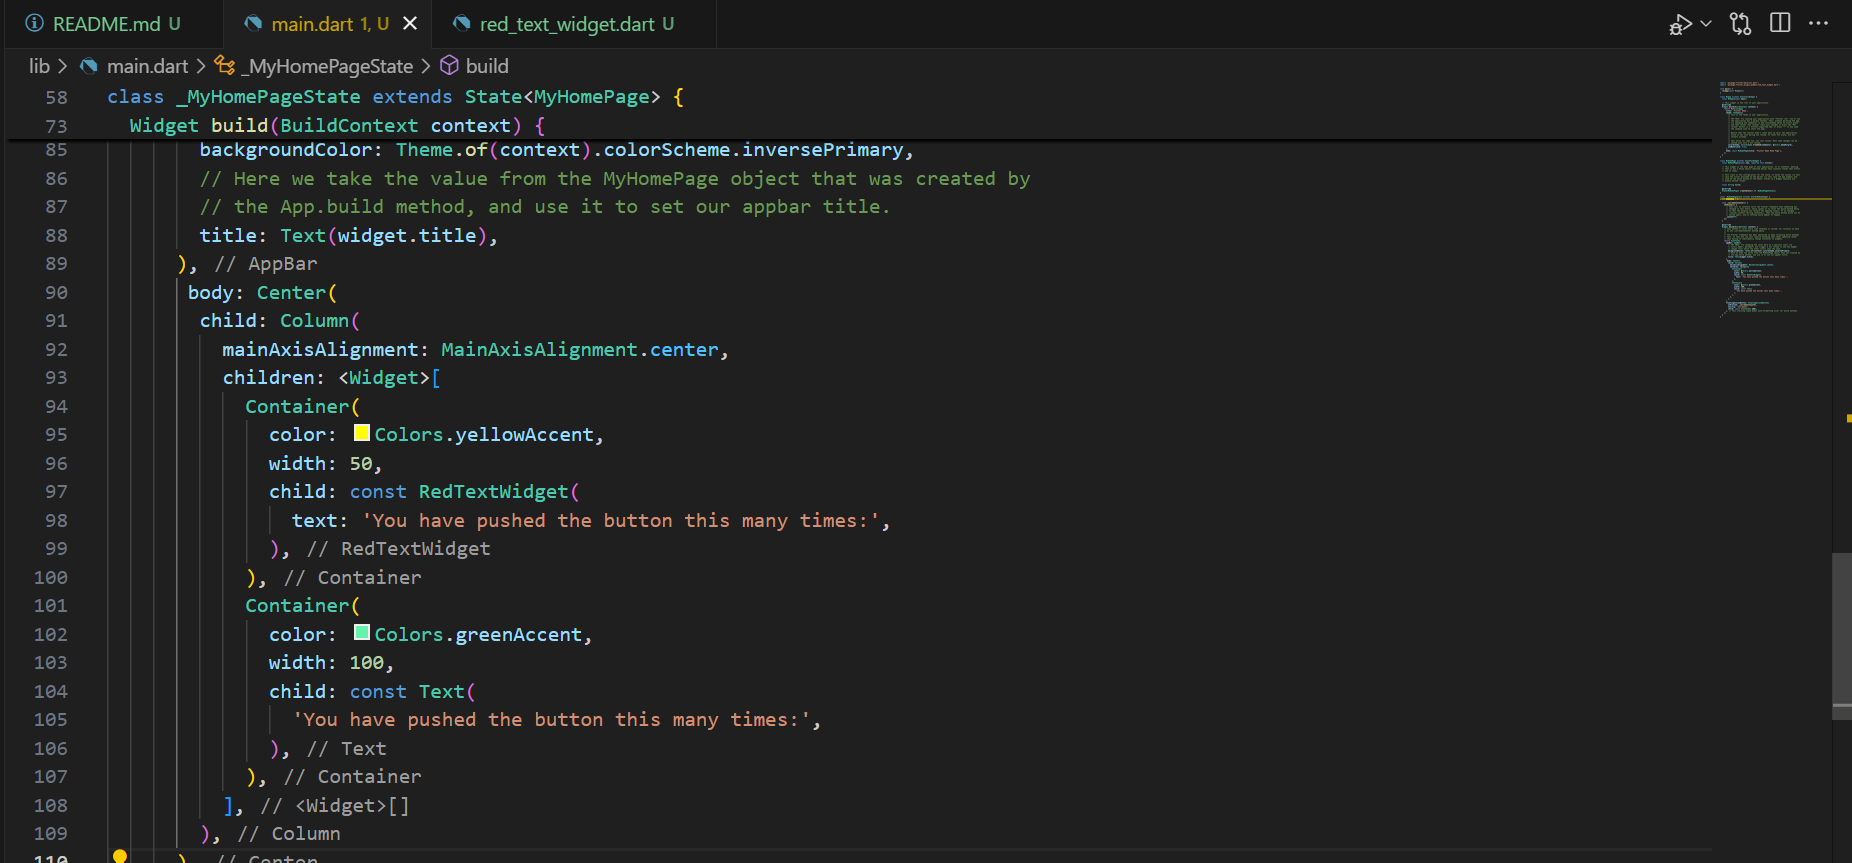 README.md U
main.dart 1, U
red_text_widget.dart U
lib > main.dart > _MyHomePageState > build
58 class _MyHomePageState extends State<MyHomePage> {
73 Widget build(BuildContext context) {
85 backgroundColor: Theme.of(context).colorScheme.inversePrimary,
86 // Here we take the value from the MyHomePage object that was created by
87 // the App.build method, and use it to set our appbar title.
88 title: Text(widget.title),
89 ), // AppBar
90 body: Center(
91 child: Column(
92 mainAxisAlignment: MainAxisAlignment.center,
93 children: <Widget>[
94 Container(
95 color: Colors.yellowAccent,
96 width: 50,
97 child: const RedTextWidget(
98 text: 'You have pushed the button this many times:',
99 ), // RedTextWidget
100 ), // Container
101 Container(
102 color: Colors.greenAccent,
103 width: 100,
104 child: const Text(
105 'You have pushed the button this many times:',
106 ), // Text
107 ), // Container
108 ], // <Widget>[]
109 ), // Column
110 ), // Center